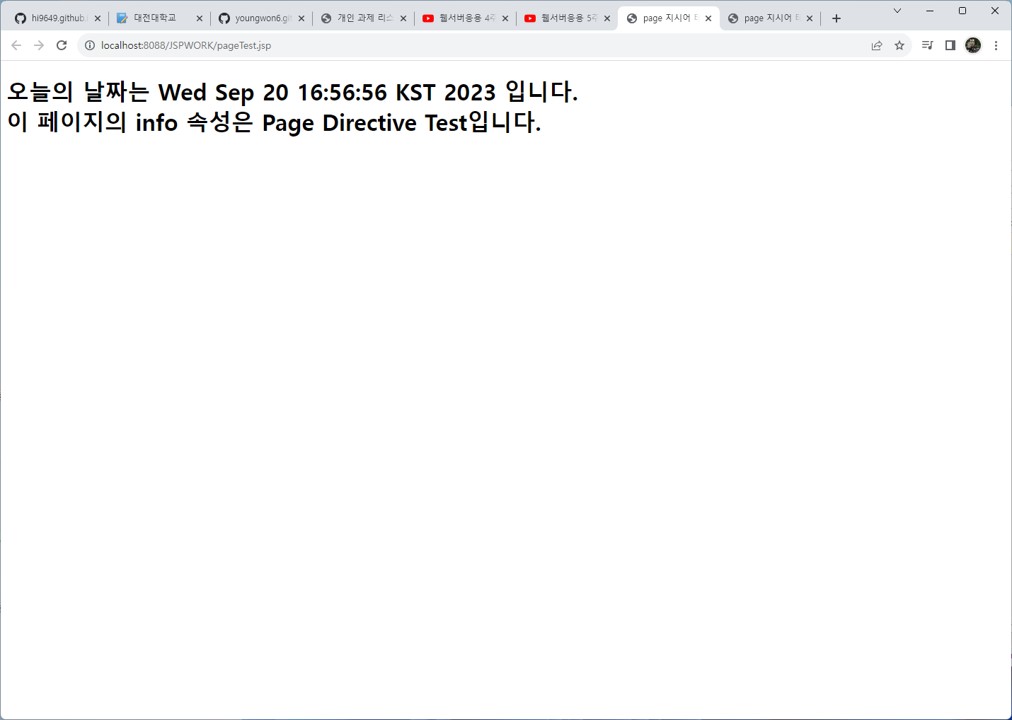 hi9649.github
대전대학교
youngwon6.gi
개인 과제 리스
웹서버응용 4주
웹서버응용 5주
page 지시어 테
page 지시어 테
localhost:8088/JSPWORK/pageTest.jsp
오늘의 날짜는 Wed Sep 20 16:56:56 KST 2023 입니다.
이 페이지의 info 속성은 Page Directive Test입니다.